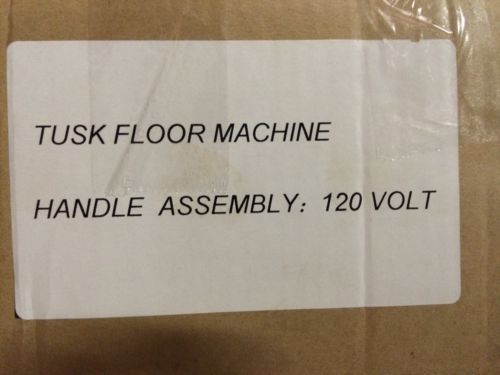 TUSK FLOOR MACHINE
HANDLE ASSEMBLY: 120 VOLT